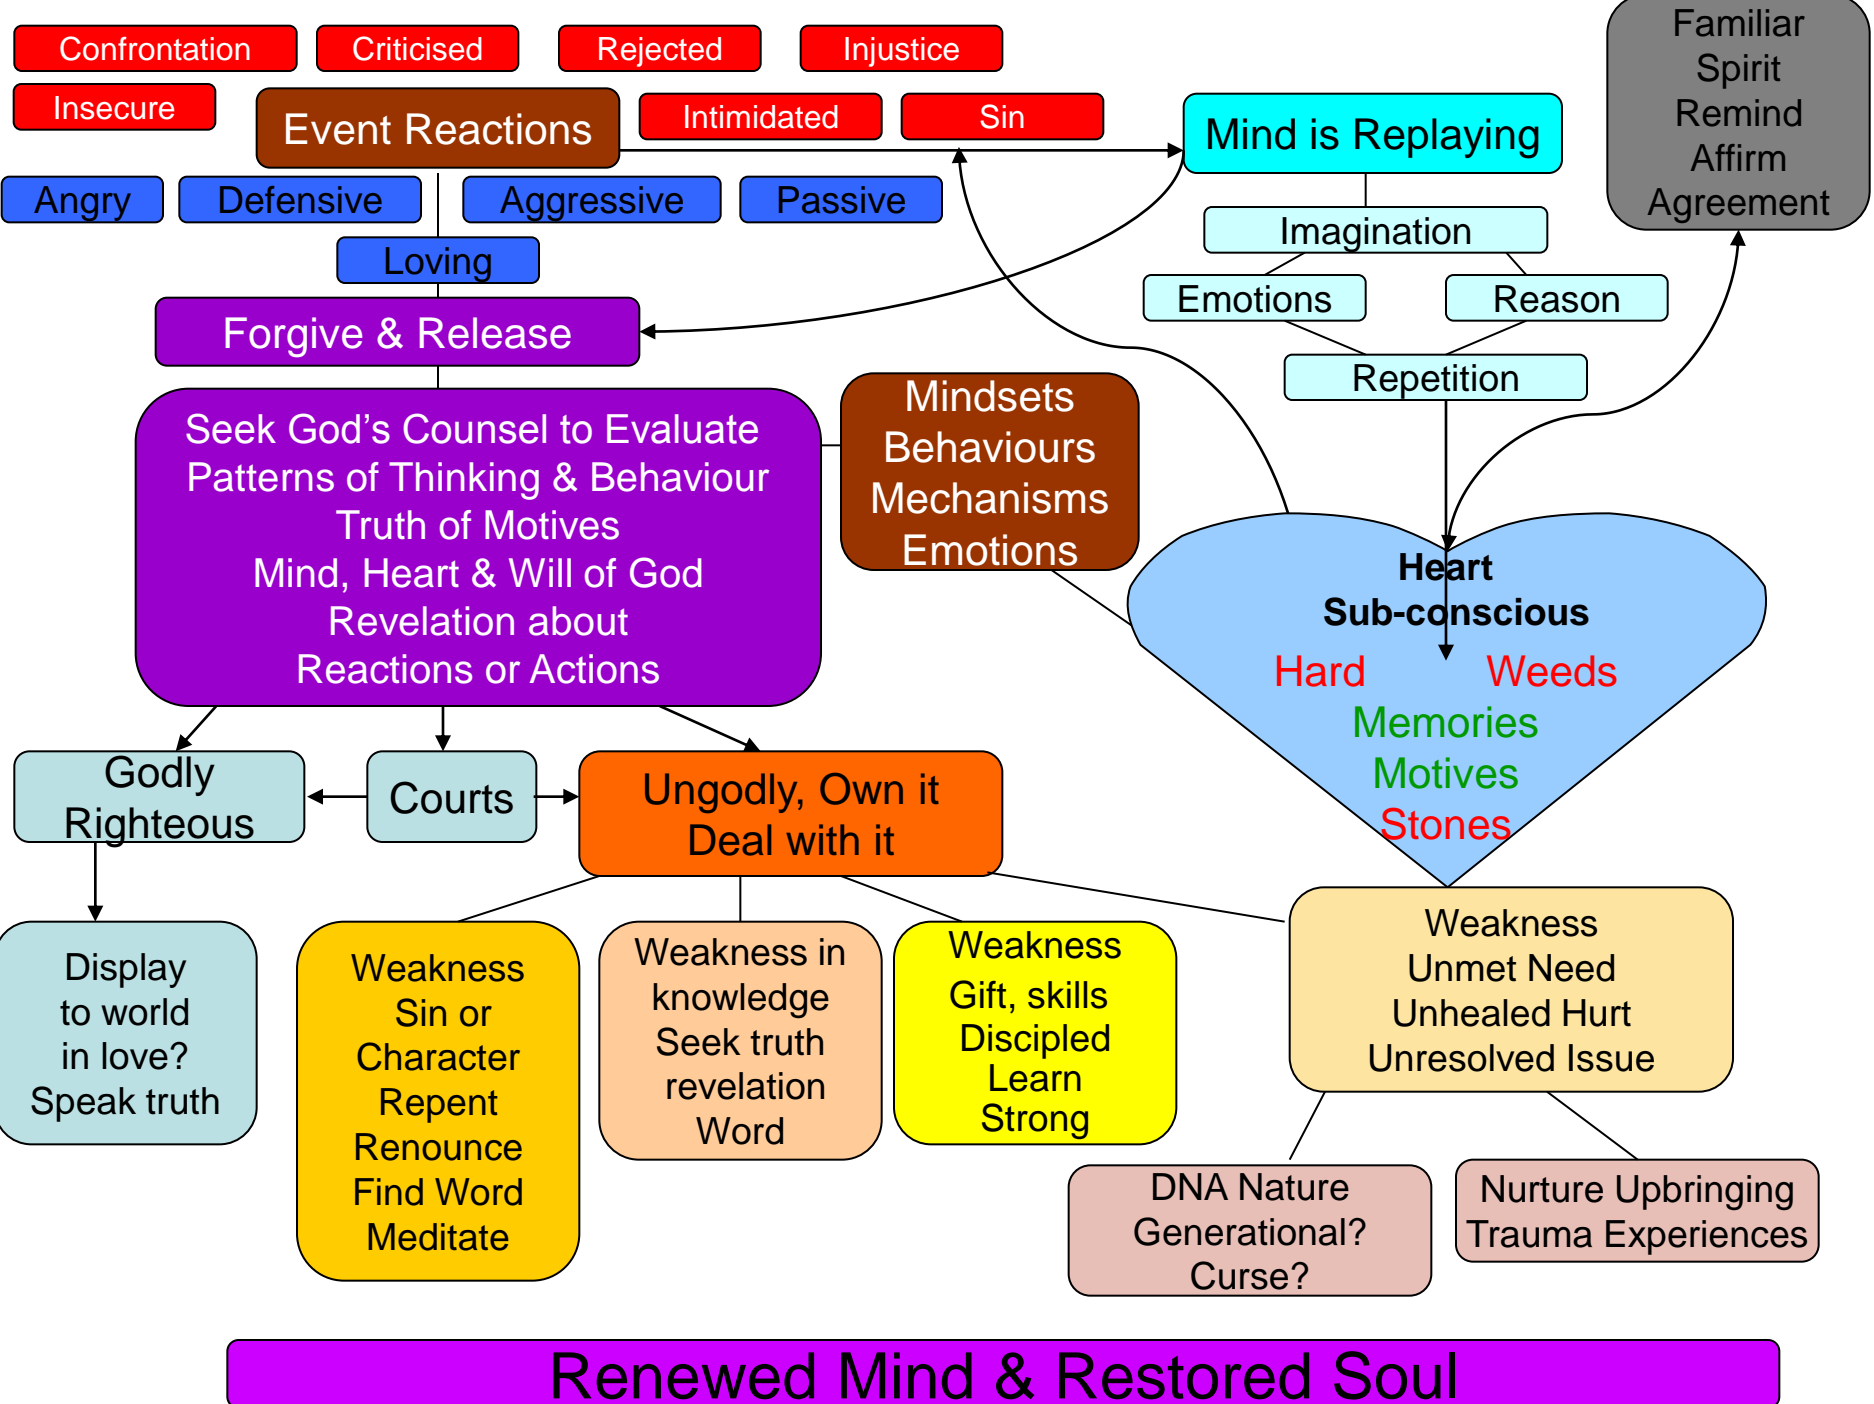 Confrontation
Criticised
Rejected
Injustice
Insecure
Event Reactions
Intimidated
Sin
Mind is Replaying
Familiar
Spirit
Remind
Affirm
Agreement
Angry
Defensive
Aggressive
Passive
Loving
Imagination
Emotions
Reason
Repetition
Forgive & Release
Seek God’s Counsel to Evaluate
Patterns of Thinking & Behaviour
Truth of Motives
Mind, Heart & Will of God
Revelation about
Reactions or Actions
Mindsets
Behaviours
Mechanisms
Emotions
Heart
Sub-conscious
Hard
Weeds
Memories
Motives
Stones
Godly
Righteous
Courts
Ungodly, Own it
Deal with it
Display
to world
in love?
Speak truth
Weakness
Sin or
Character
Repent
Renounce
Find Word
Meditate
Weakness in
knowledge
Seek truth
revelation
Word
Weakness
Gift, skills
Discipled
Learn
Strong
Weakness
Unmet Need
Unhealed Hurt
Unresolved Issue
DNA Nature
Generational?
Curse?
Nurture Upbringing
Trauma Experiences
Renewed Mind & Restored Soul